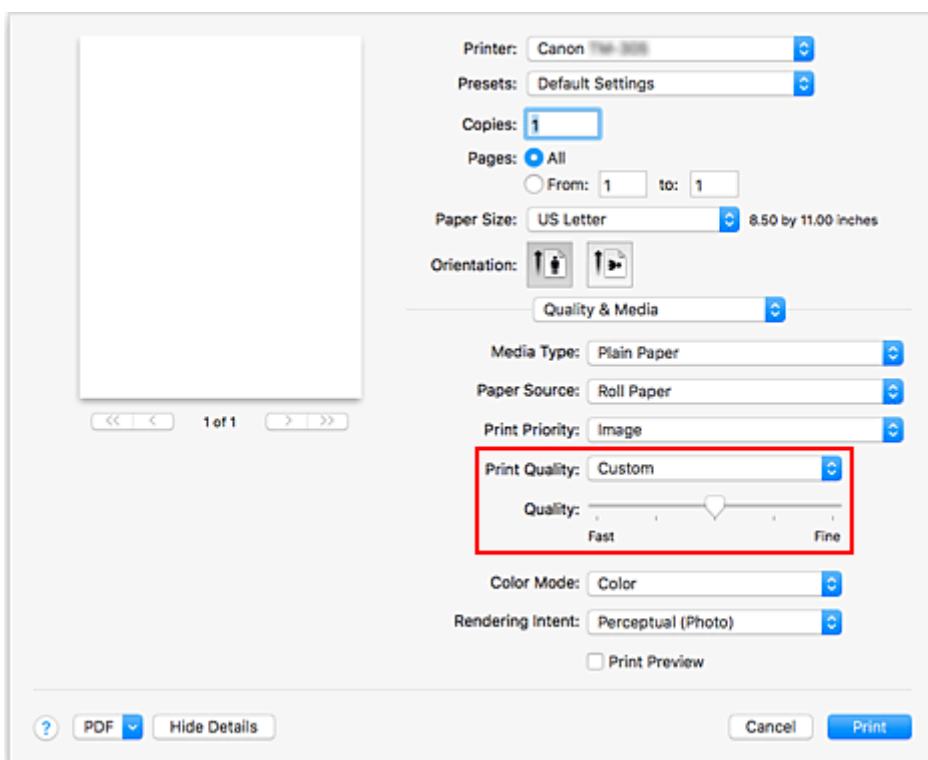 Printer: Canon
Presets: Default Settings
Copies: 1
Pages: All
From: 1 to: 1
Paper Size: US Letter 8.50 by 11.00 inches
Orientation:
Quality & Media
Media Type: Plain Paper
Paper Source: Roll Paper
1 of 1
Print Priority: Image
Print Quality: Custom
Quality:
Fast Fine
Color Mode: Color
Rendering Intent: Perceptual (Photo)
Print Preview
? PDF Hide Details Cancel Print